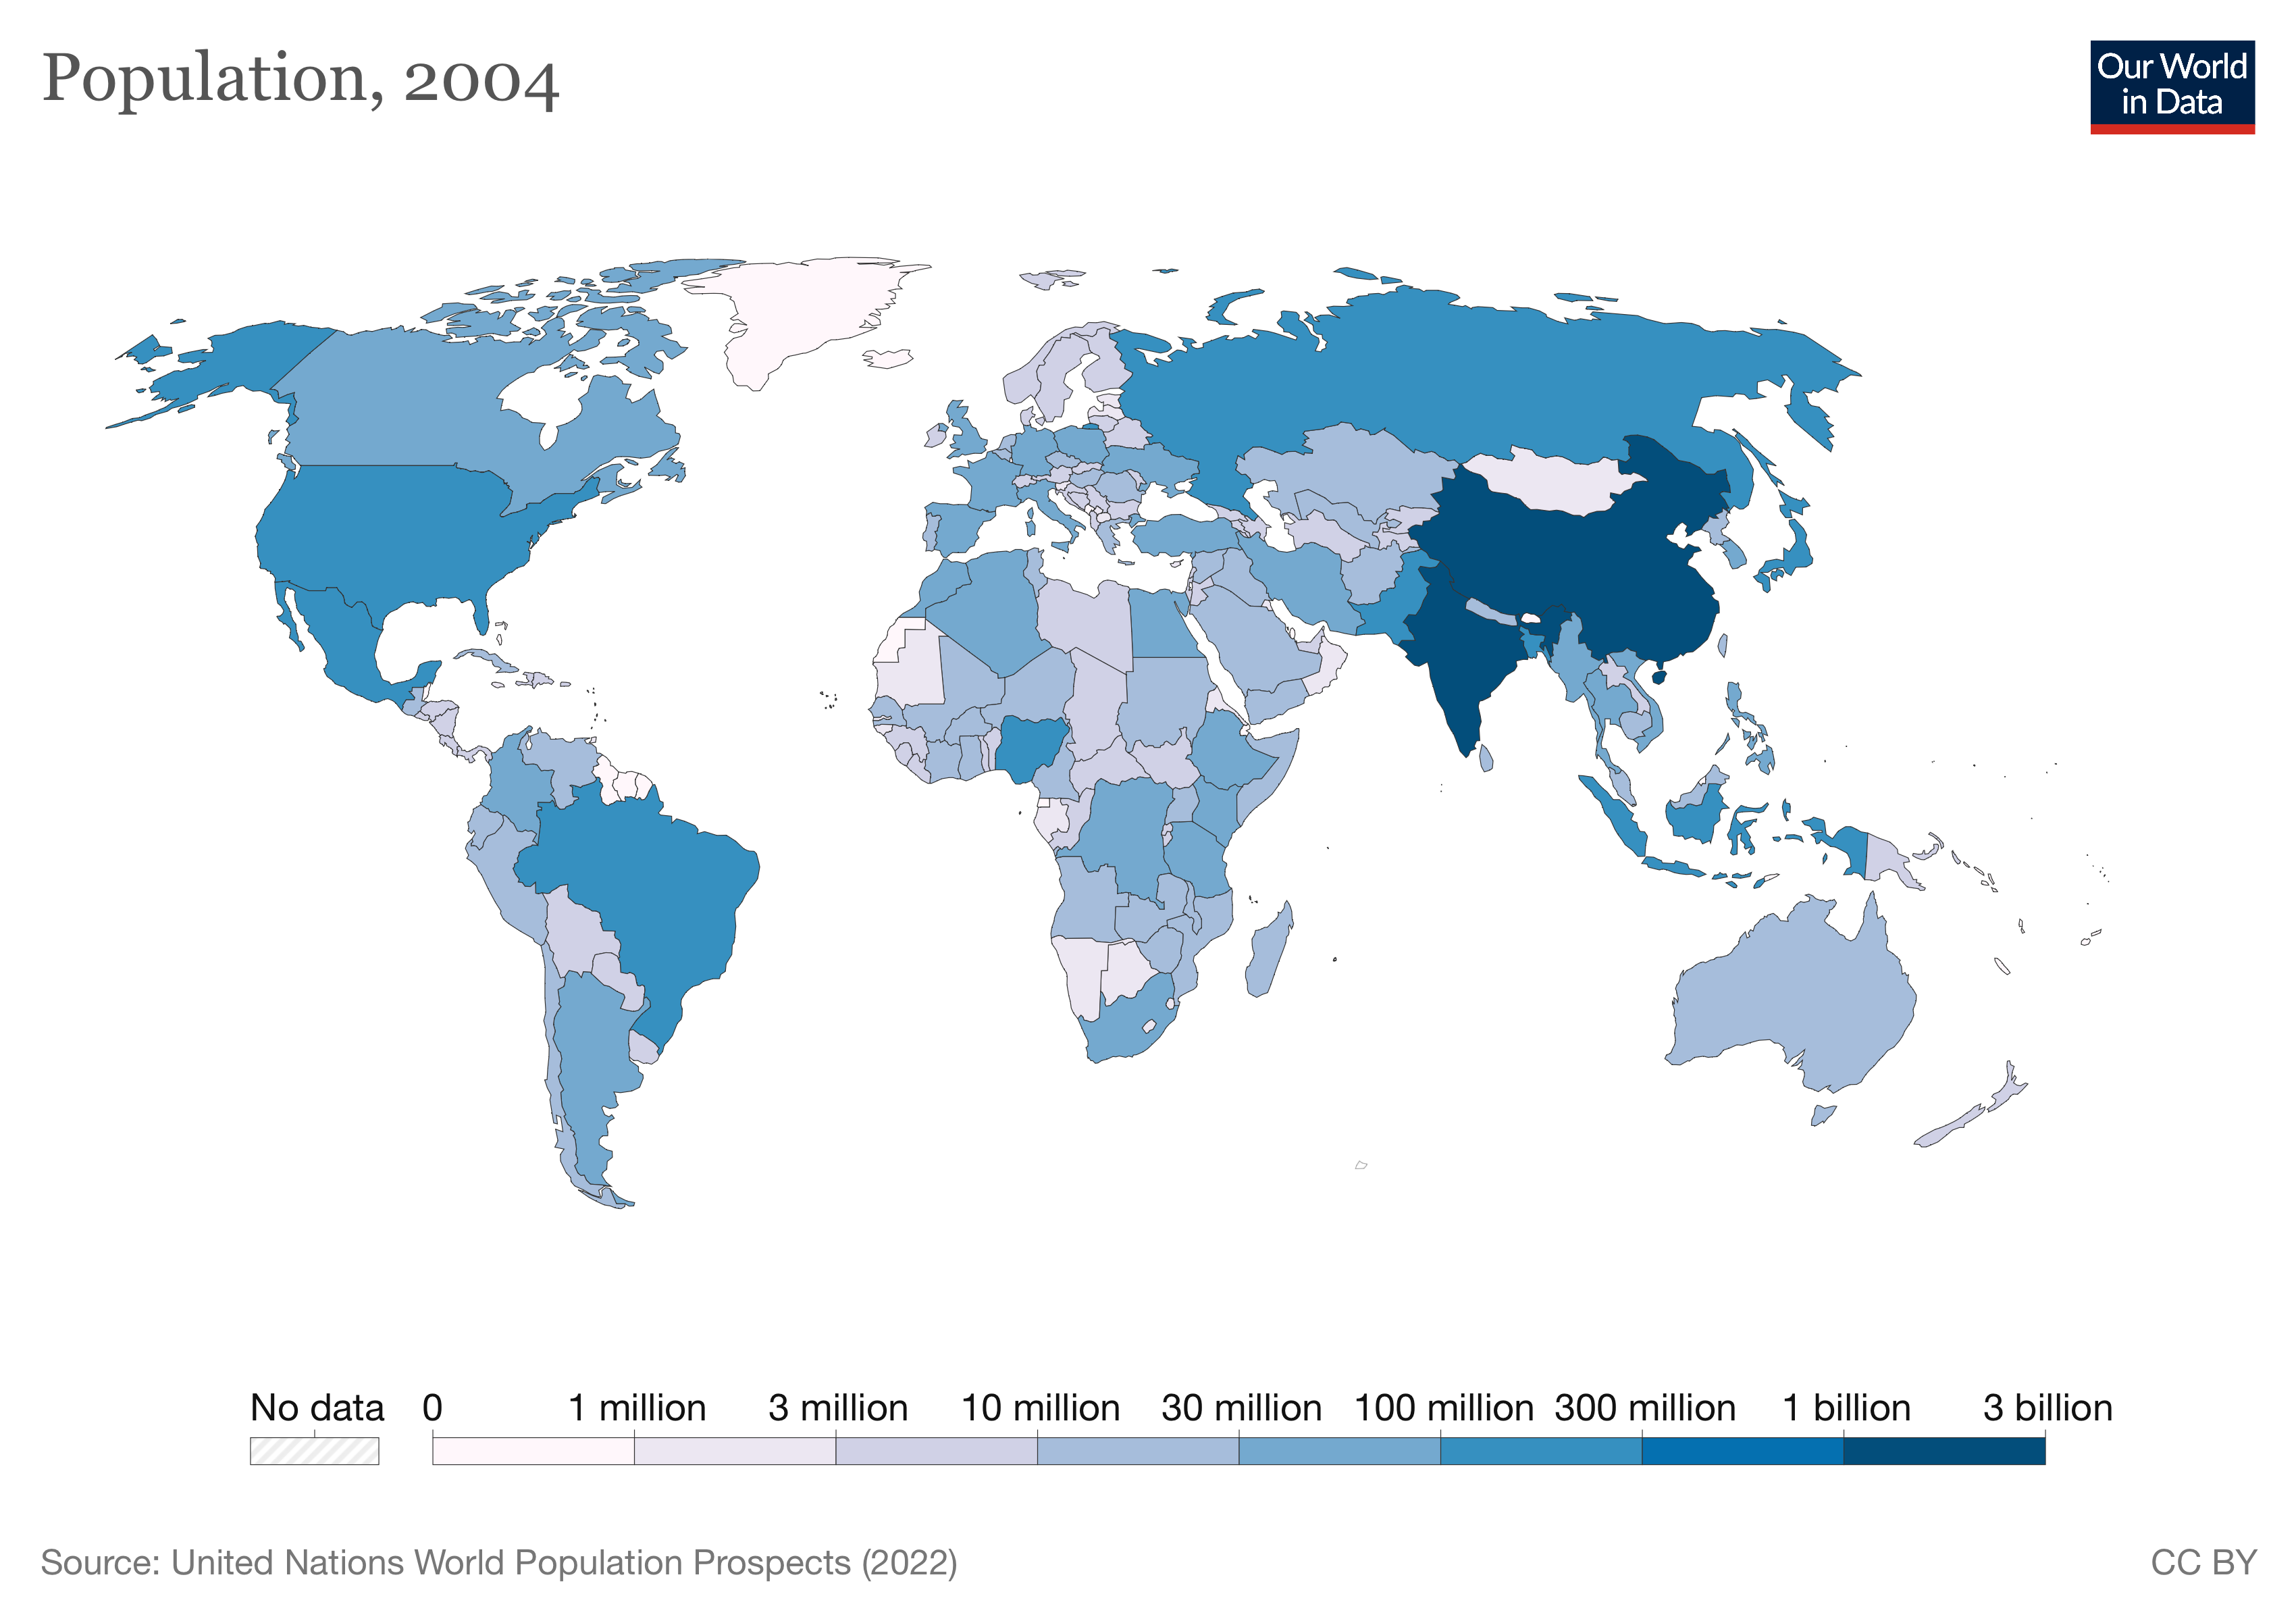 Population, 2004
Our World
in Data
No data
0
1 million
3 million
10 million
30 million
100 million
300 million
1 billion
3 billion
Source: United Nations World Population Prospects (2022)
CC BY